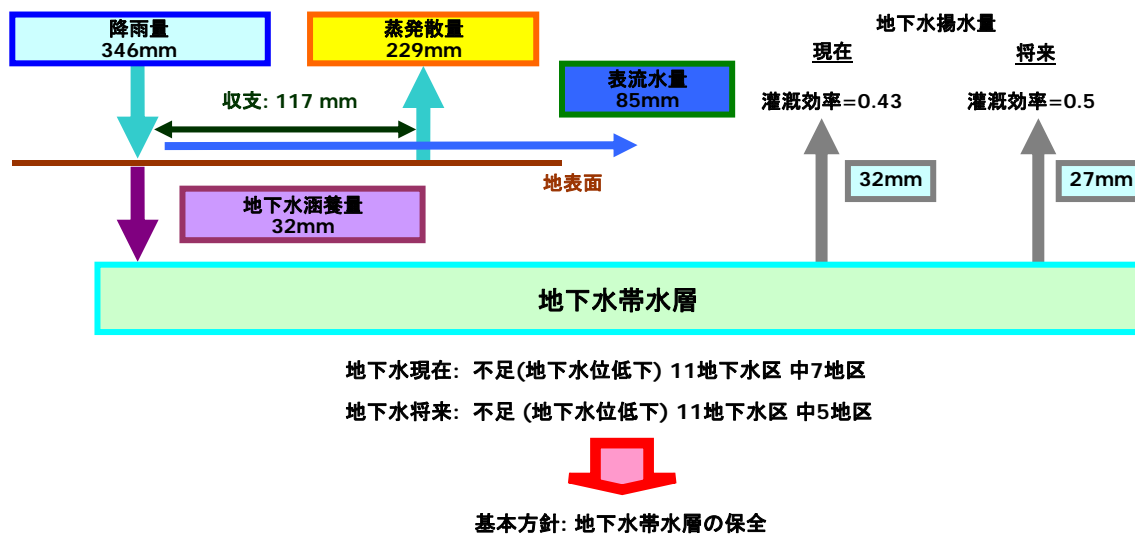 降雨量
346mm
蒸発散量
229mm
地下水揚水量
現在
将来
表流水量
85mm
収支: 117 mm
灌漑効率=0.43
灌漑効率=0.5
地表面
32mm
27mm
地下水涵養量
32mm
地下水帯水層
地下水現在: 不足(地下水位低下) 11地下水区 中7地区
地下水将来: 不足 (地下水位低下) 11地下水区 中5地区
基本方針: 地下水帯水層の保全